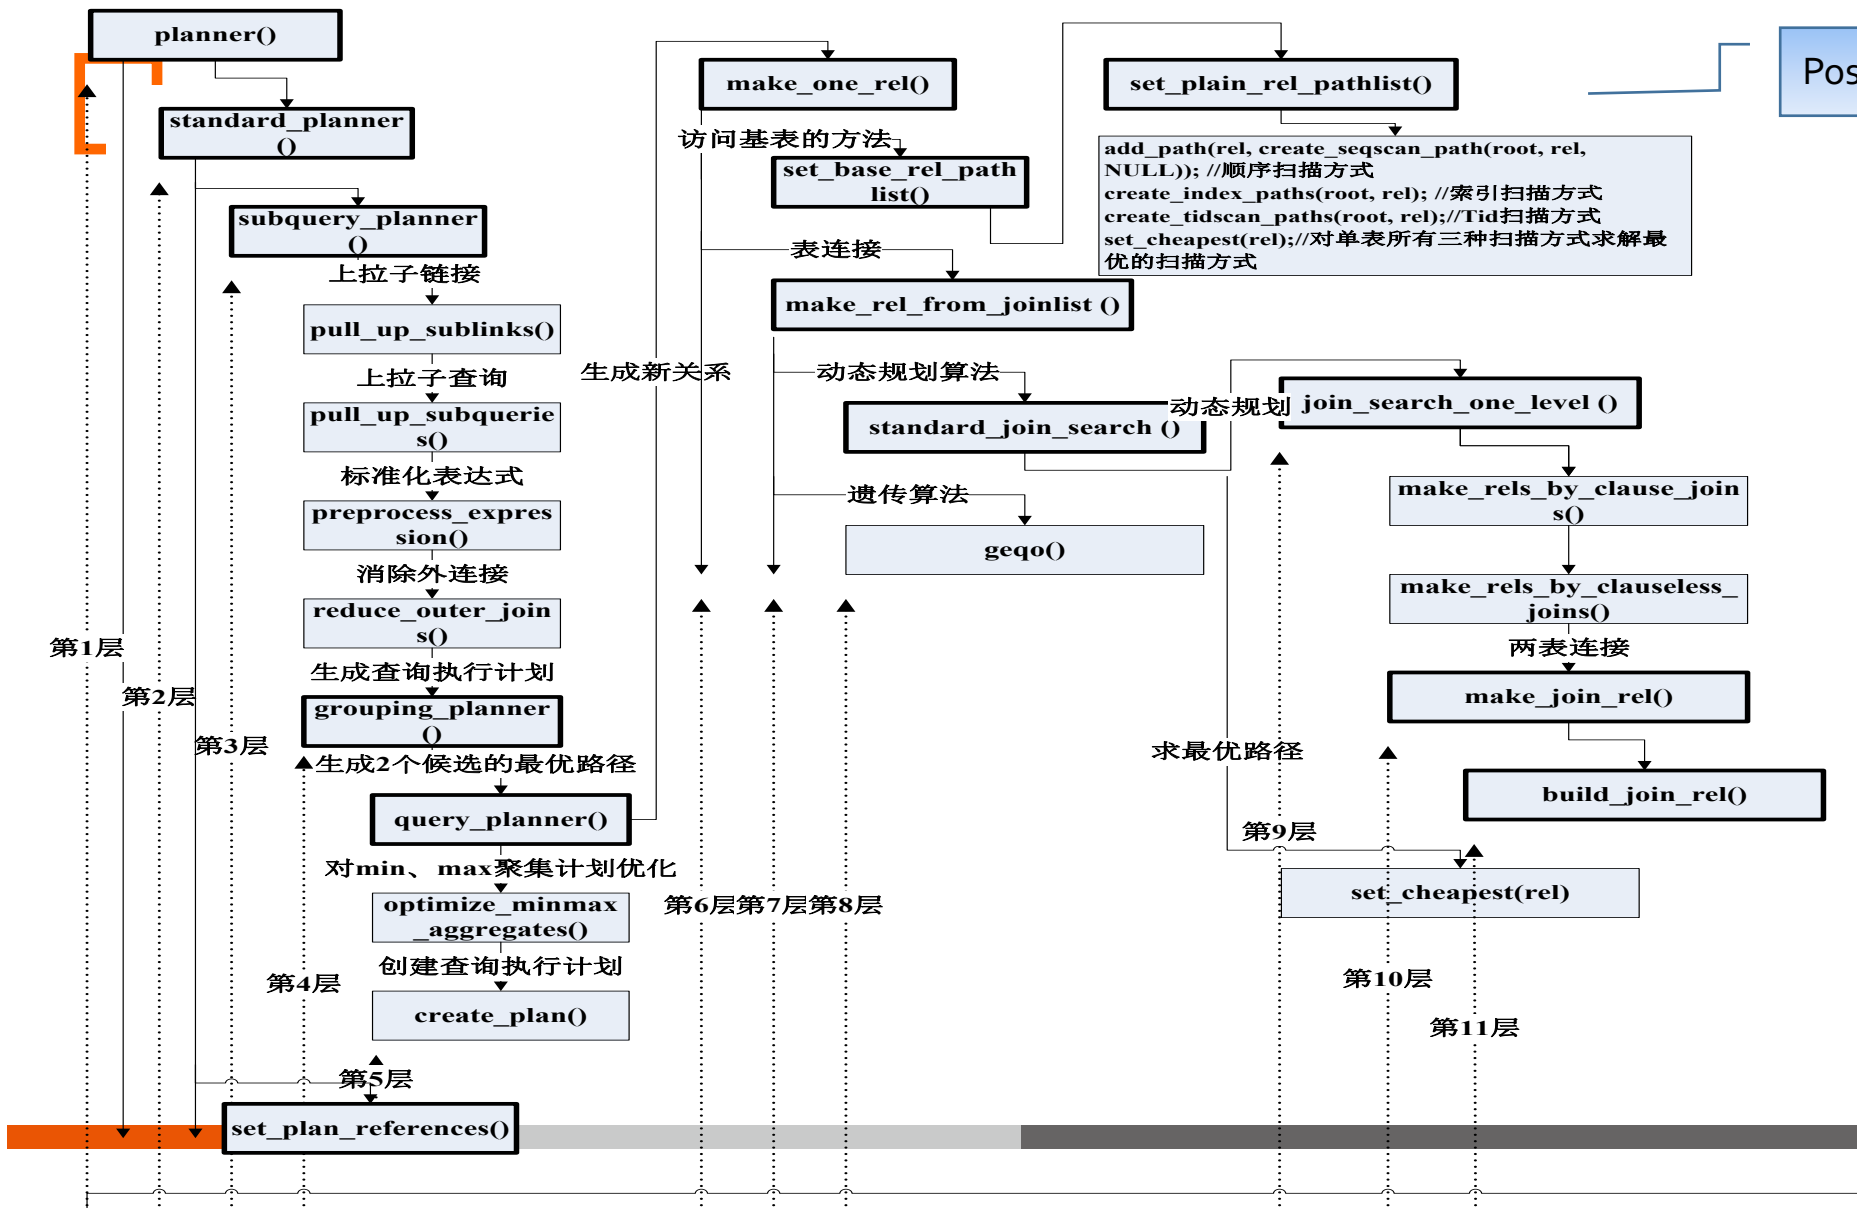 planner()
standard_planner
()
subquery_planner
()
上拉子链接
pull_up_sublinks()
上拉子查询
pull_up_subquerie
s()
标准化表达式
preprocess_expres
sion()
消除外连接
reduce_outer_join
s()
生成查询执行计划
grouping_planner
()
生成2个候选的最优路径
query_planner()
对min、max聚集计划优化
optimize_minmax
_aggregates()
创建查询执行计划
create_plan()
set_plan_references()
第1层
第2层
第3层
第4层
第5层
生成新关系
make_one_rel()
访问基表的方法
set_base_rel_path
list()
表连接
make_rel_from_joinlist ()
动态规划算法
standard_join_search ()
遗传算法
geqo()
第6层
第7层
第8层
set_plain_rel_pathlist()
add_path(rel, create_seqscan_path(root, rel,
NULL)); //顺序扫描方式
create_index_paths(root, rel); //索引扫描方式
create_tidscan_paths(root, rel);//Tid扫描方式
set_cheapest(rel);//对单表所有三种扫描方式求解最
优的扫描方式
动态规划
join_search_one_level ()
make_rels_by_clause_join
s()
make_rels_by_clauseless_
joins()
两表连接
make_join_rel()
build_join_rel()
求最优路径
set_cheapest(rel)
第9层
第10层
第11层
Pos